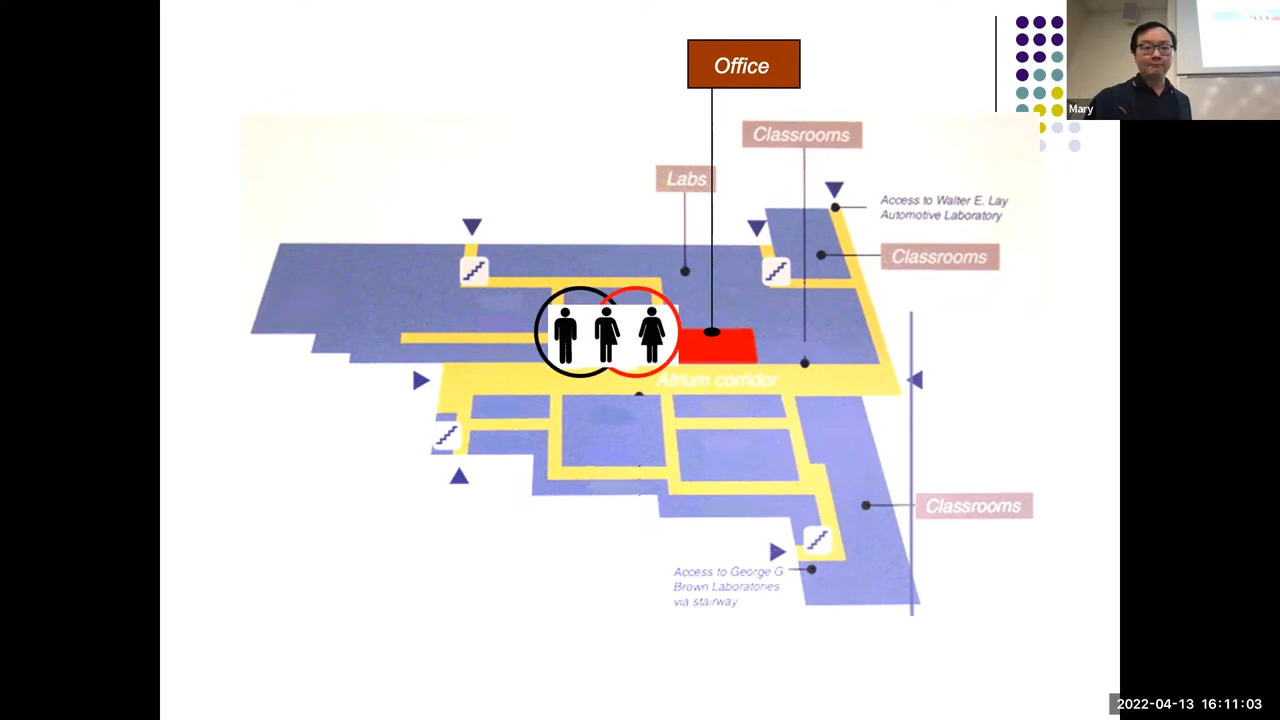 Office
Mary
Classrooms
Labs
Access to Walter E. Lay
Automotive Laboratory
Classrooms
Atrium corridor
Classrooms
Access to George G
Brown Laboratories
via stairway
2022-04-13 16:11:03